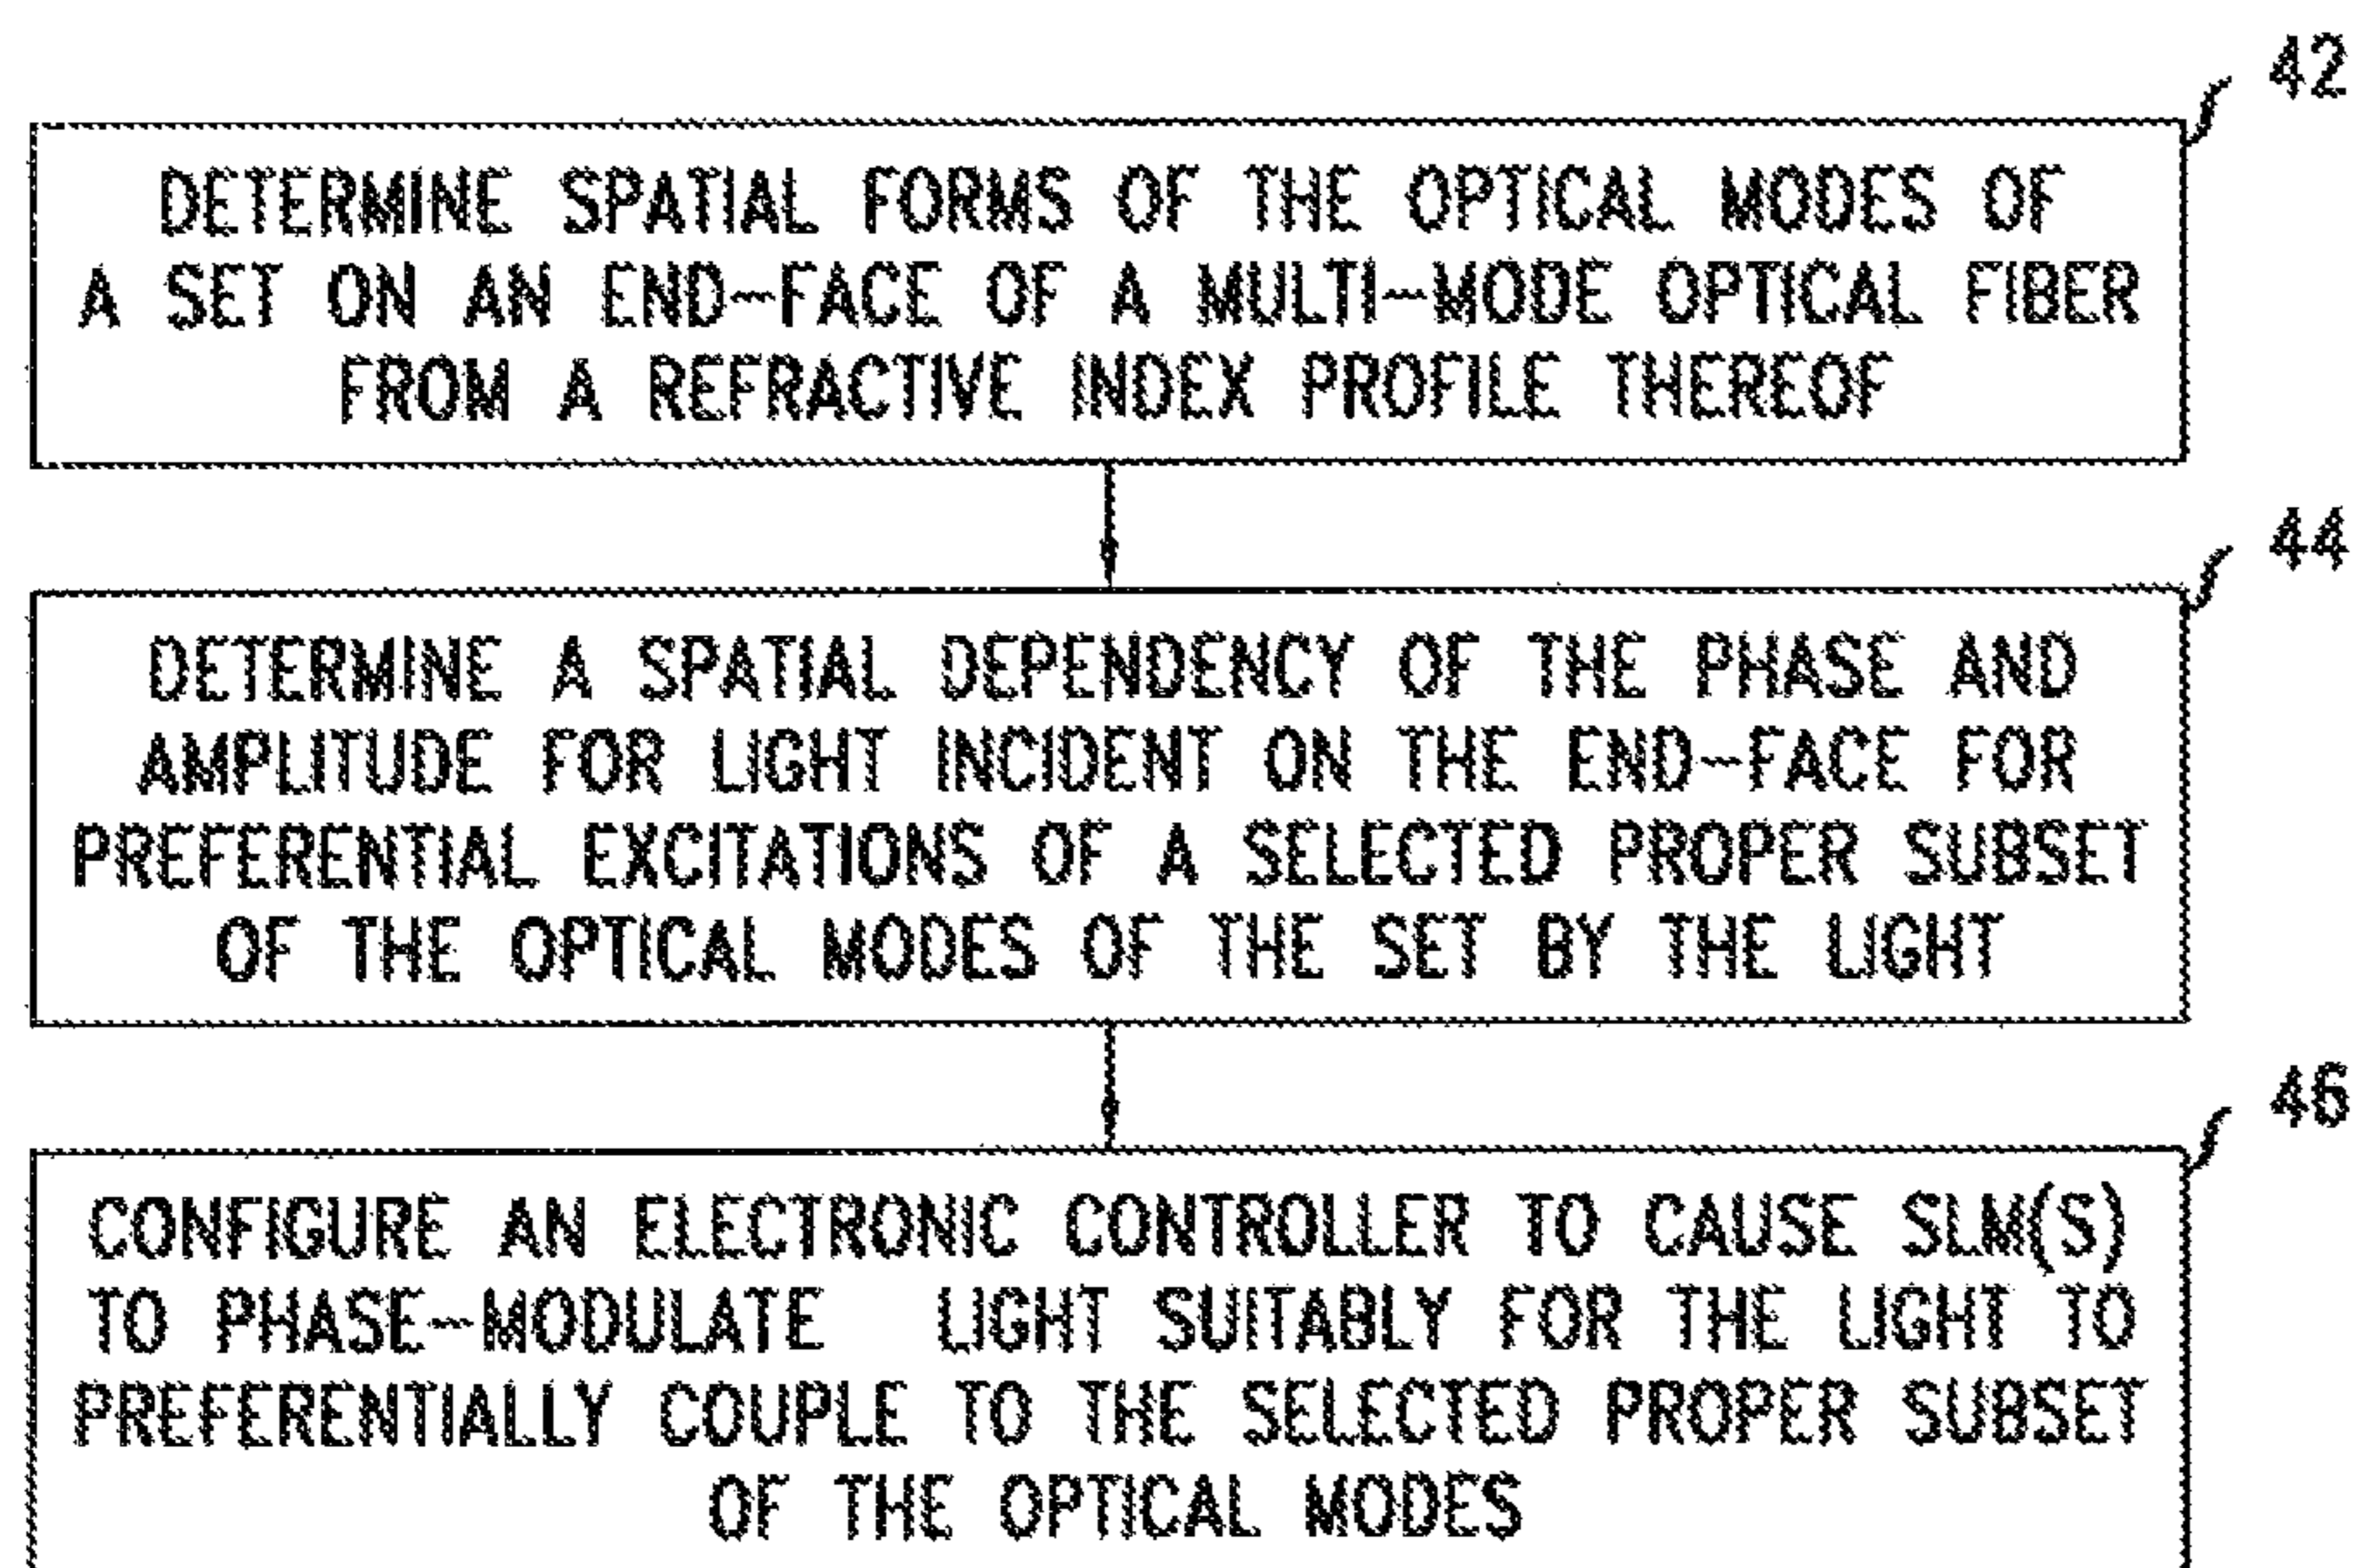 42
DETERMINE SPATIAL FORMS OF THE OPTICAL MODES OF
A SET ON AN END-FACE OF A MULTI-MODE OPTICAL FIBER
FROM A REFRACTIVE INDEX PROFILE THEREOF
44
DETERMINE A SPATIAL DEPENDENCY OF THE PHASE AND
AMPLITUDE FOR LIGHT INCIDENT ON THE END-FACE FOR
PREFERENTIAL EXCITATIONS OF A SELECTED PROPER SUBSET
OF THE OPTICAL MODES OF THE SET BY THE LIGHT
46
CONFIGURE AN ELECTRONIC CONTROLLER TO CAUSE SLM(S)
TO PHASE-MODULATE LIGHT SUITABLY FOR THE LIGHT TO
PREFERENTIALLY COUPLE TO THE SELECTED PROPER SUBSET
OF THE OPTICAL MODES